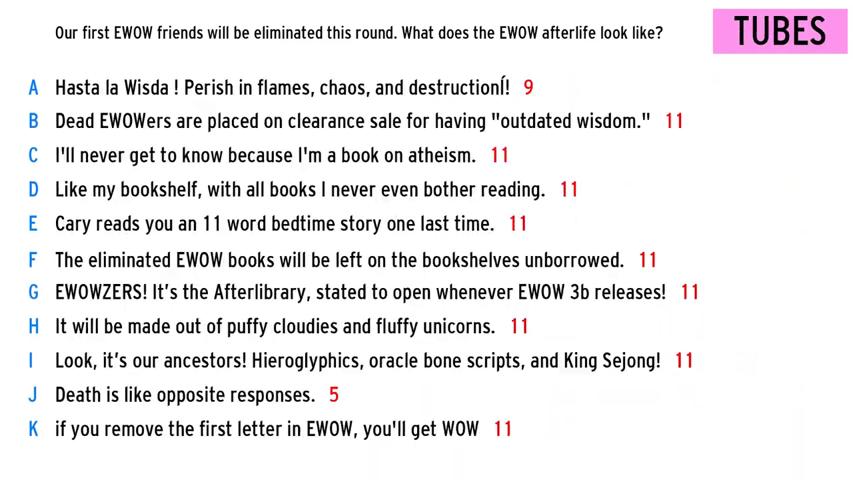 Our first EWOW friends will be eliminated this round. What does the EWOW afterlife look like?
TUBES
A Hasta la Wisda ! Perish in flames, chaos, and destructionÍ! 9
B Dead EWOWers are placed on clearance sale for having "outdated wisdom." 11
C I'll never get to know because I'm a book on atheism. 11
D Like my bookshelf, with all books I never even bother reading. 11
E Cary reads you an 11 word bedtime story one last time. 11
F The eliminated EWOW books will be left on the bookshelves unborrowed. 11
G EWOWZERS! It’s the Afterlibrary, stated to open whenever EWOW 3b releases! 11
H It will be made out of puffy cloudies and fluffy unicorns. 11
I Look, it’s our ancestors! Hieroglyphics, oracle bone scripts, and King Sejong! 11
J Death is like opposite responses. 5
K if you remove the first letter in EWOW, you'll get WOW 11